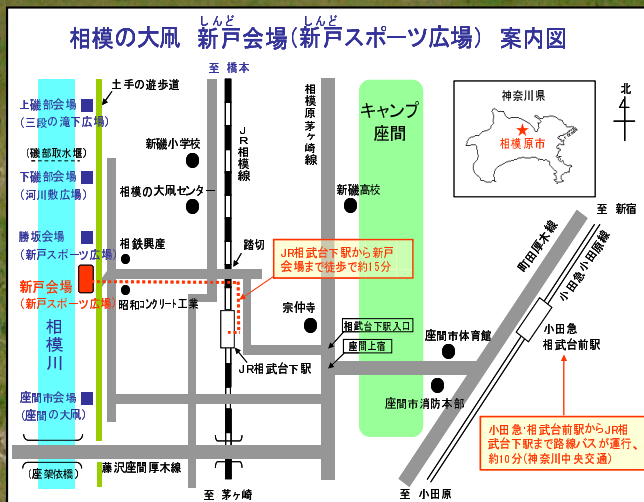 相模の大凧 新戸会場(新戸スポーツ広場) 案内図
しんど
しんど
至 橋本
土手の遊歩道
上磯部会場
(三段の滝下広場)
(磯部取水堰)
下磯部会場
(河川敷広場)
勝坂会場
(新戸スポーツ広場)
新戸会場
(新戸スポーツ広場)
相模川
座間市会場
(座間の大凧)
(座架依橋)
新磯小学校
相模の大凧センター
相鉄興産
昭和コンクリート工業
JR相模線
踏切
JR相武台下駅から新戸
会場まで徒歩で約15分
JR相武台下駅
藤沢座間厚木線
至 茅ヶ崎
相模原茅ヶ崎線
新磯高校
宗仲寺
相武台下駅入口
座間上宿
キャンプ
座間
神奈川県
相模原市
北
至 新宿
町田厚木線
小田急小田原線
小田急
相武台前駅
座間市体育館
座間市消防本部
小田急・相武台前駅からJR相
武台下駅まで路線バスが運行、
約10分(神奈川中央交通)
至 小田原